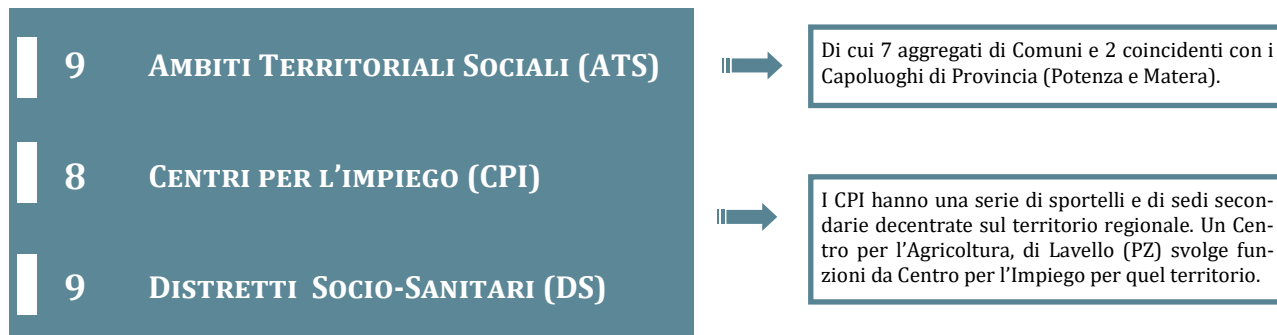 9 AMBITI TERRITORIALI SOCIALI (ATS)
Di cui 7 aggregati di Comuni e 2 coincidenti con i
Capoluoghi di Provincia (Potenza e Matera).
8 CENTRI PER L’IMPIEGO (CPI)
I CPI hanno una serie di sportelli e di sedi secon-
darie decentrate sul territorio regionale. Un Cen-
tro per l’Agricoltura, di Lavello (PZ) svolge fun-
zioni da Centro per l’Impiego per quel territorio.
9 DISTRETTI SOCIO-SANITARI (DS)